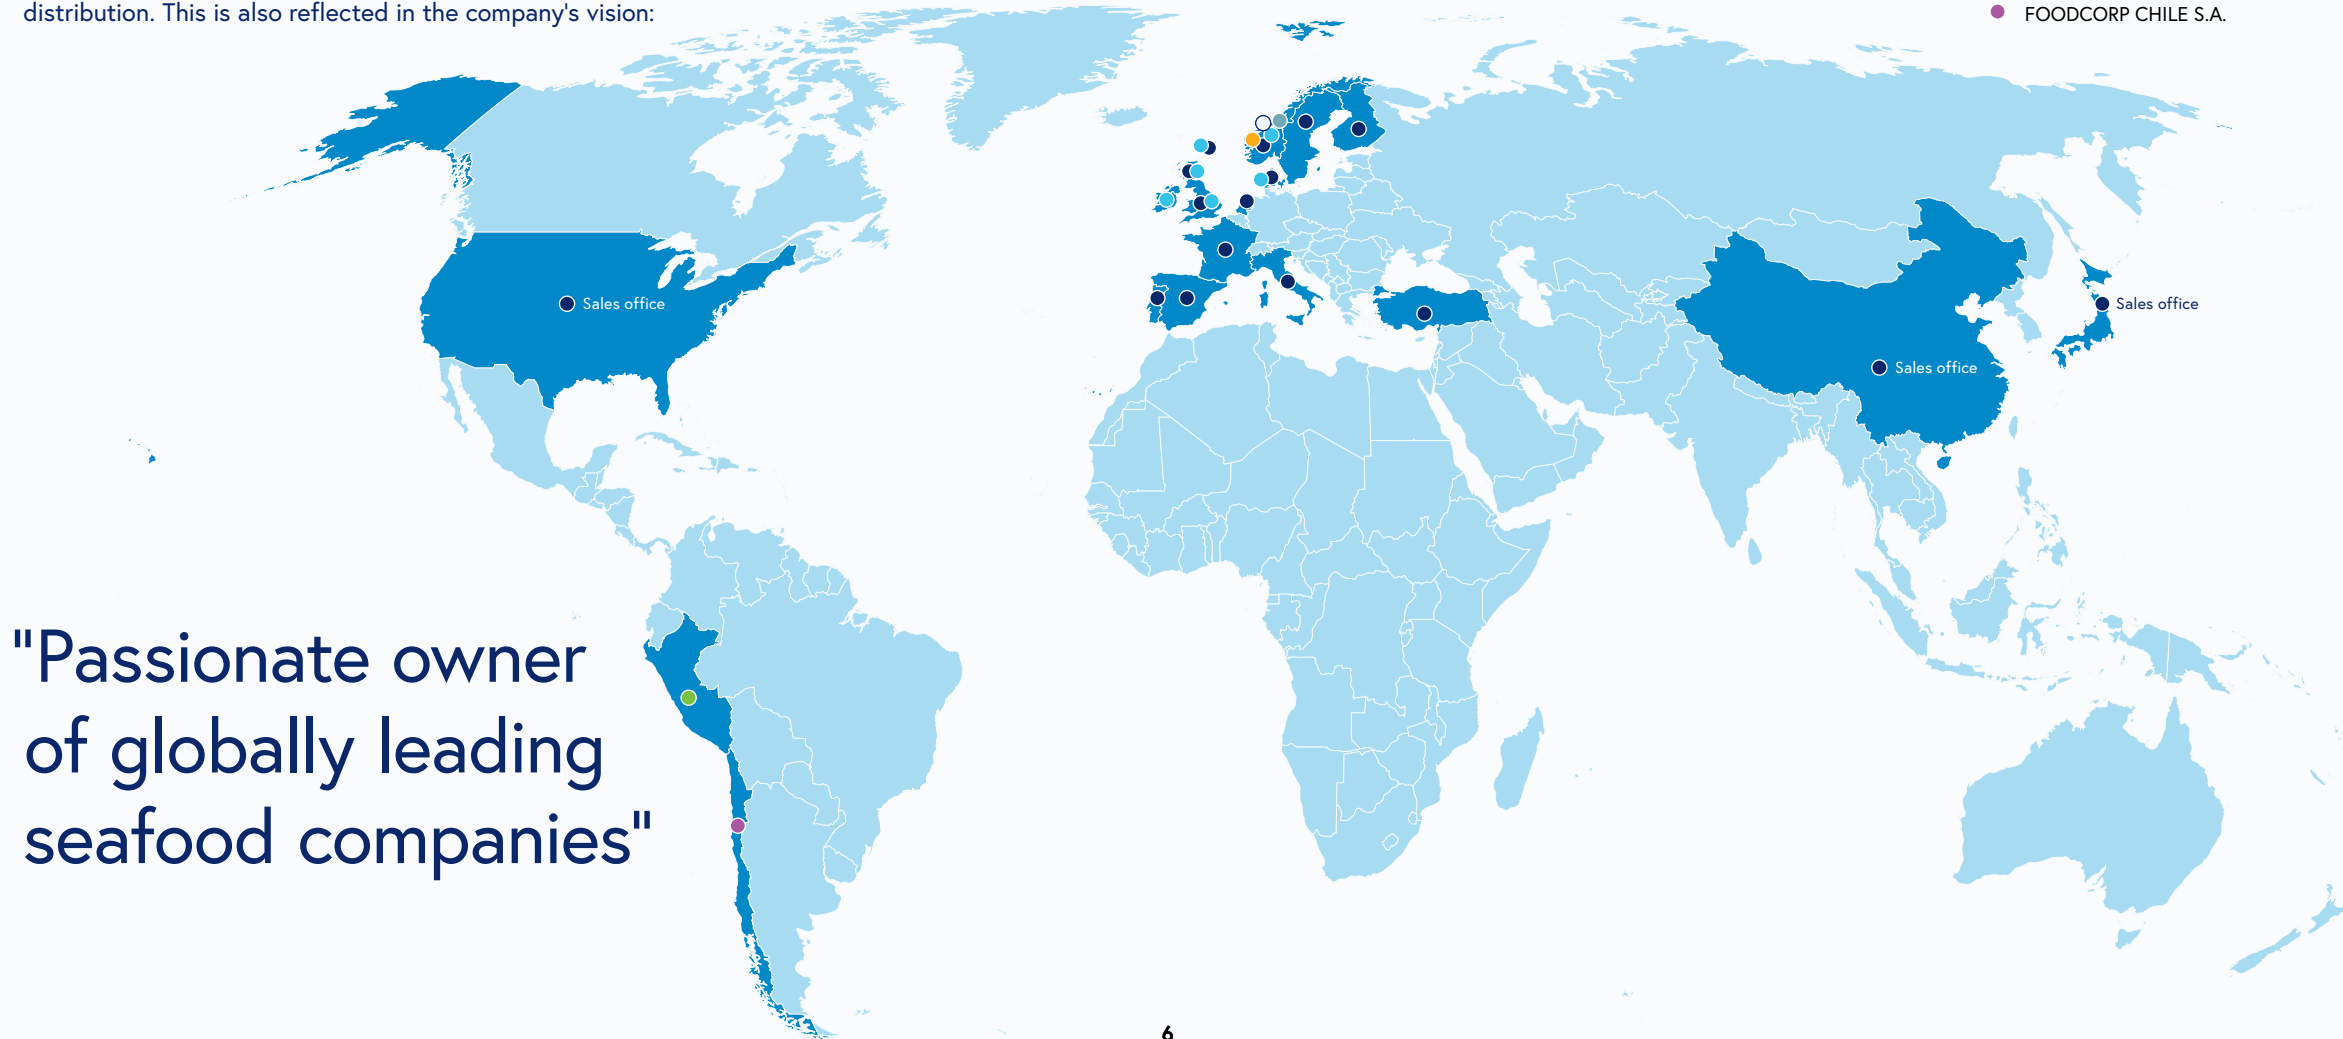 distribution. This is also reflected in the company's vision:
FOODCORP CHILE S.A.
Sales office
Sales office
Sales office
"Passionate owner
of globally leading
seafood companies"
6